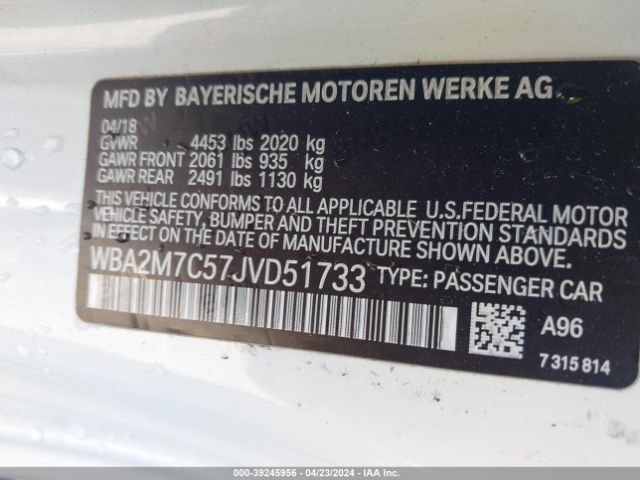 MFD BY BAYERISCHE MOTOREN WERKE AG
04/18
GVWR 4453 lbs 2020 kg
GAWR FRONT 2061 lbs 935 kg
GAWR REAR 2491 lbs 1130 kg
THIS VEHICLE CONFORMS TO ALL APPLICABLE U.S.FEDERAL MOTOR
VEHICLE SAFETY, BUMPER AND THEFT PREVENTION STANDARDS
IN EFFECT ON THE DATE OF MANUFACTURE SHOWN ABOVE.
WBA2M7C57JVD51733 TYPE: PASSENGER CAR
A96
7 315 814
000-39245956 - 04/23/2024 - IAA Inc.